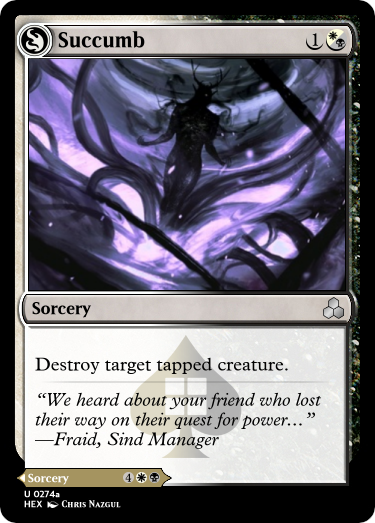 Succumb 1
Sorcery
Destroy target tapped creature.
“We heard about your friend who lost
their way on their quest for power…”
—Fraid, Sind Manager
Sorcery 4
U 0274a
HEX Chris Nazgul